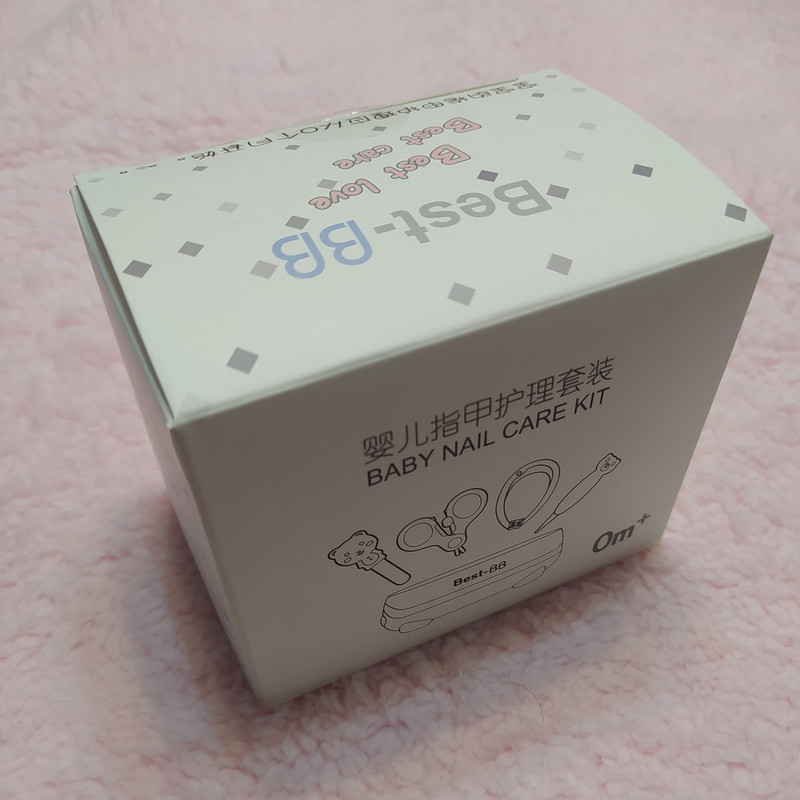 Best-BB
Best love
Best care
婴儿指甲护理套装
BABY NAIL CARE KIT
Best-BB
0m+